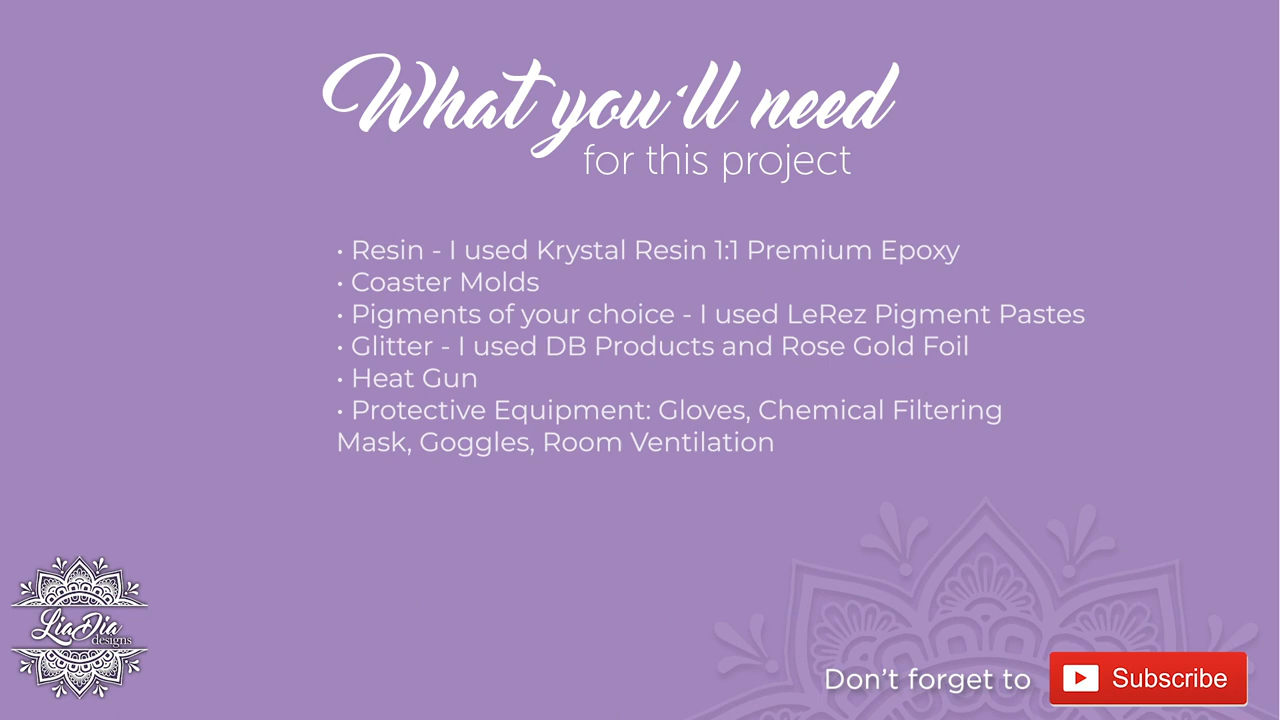 What you'll need
for this project
• Resin - I used Krystal Resin 1:1 Premium Epoxy
• Coaster Molds
• Pigments of your choice - I used LeRez Pigment Pastes
• Glitter - I used DB Products and Rose Gold Foil
• Heat Gun
• Protective Equipment: Gloves, Chemical Filtering
Mask, Goggles, Room Ventilation
LiaDia
designs
Don't forget to Subscribe